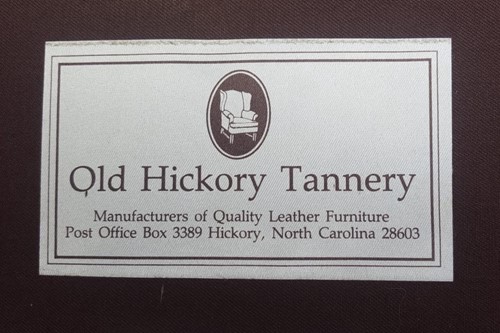 Old Hickory Tannery
Manufacturers of Quality Leather Furniture
Post Office Box 3389 Hickory, North Carolina 28603